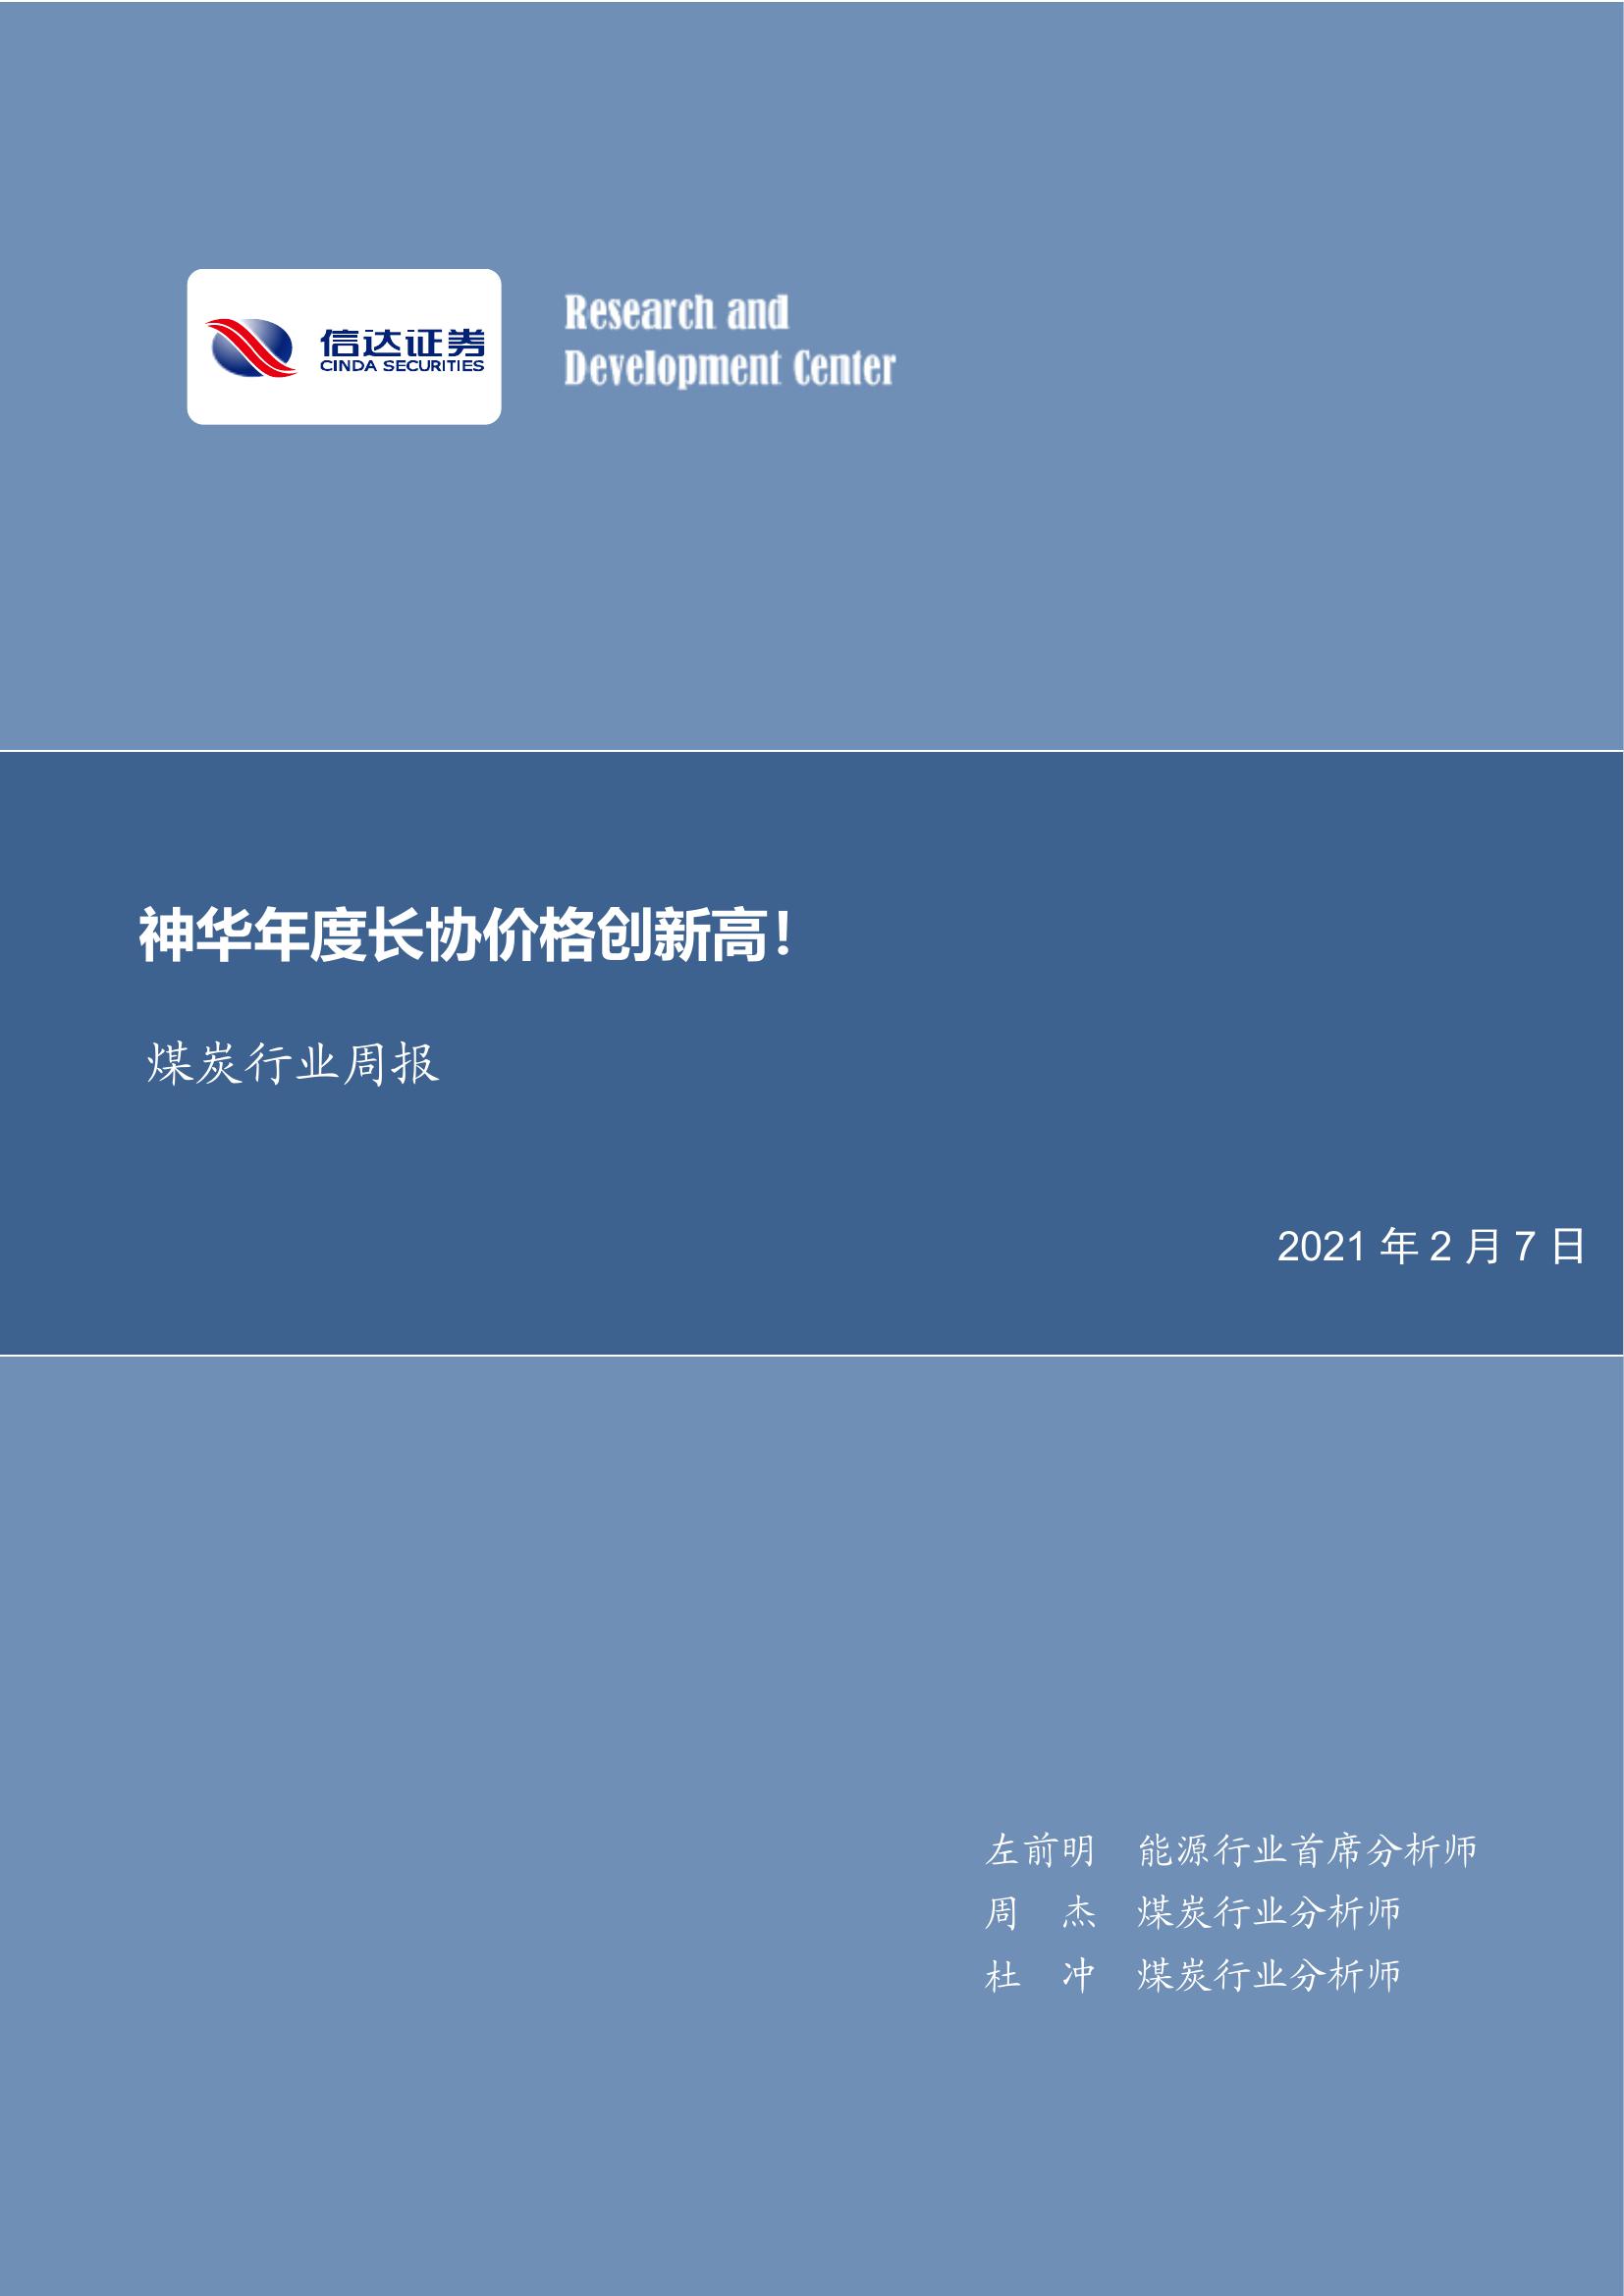 信达证券
CINDA SECURITIES
Research and
Development Center
神华年度长协价格创新高！
煤炭行业周报
2021 年 2 月 7 日
左前明 能源行业首席分析师
周 杰 煤炭行业分析师
杜 冲 煤炭行业分析师